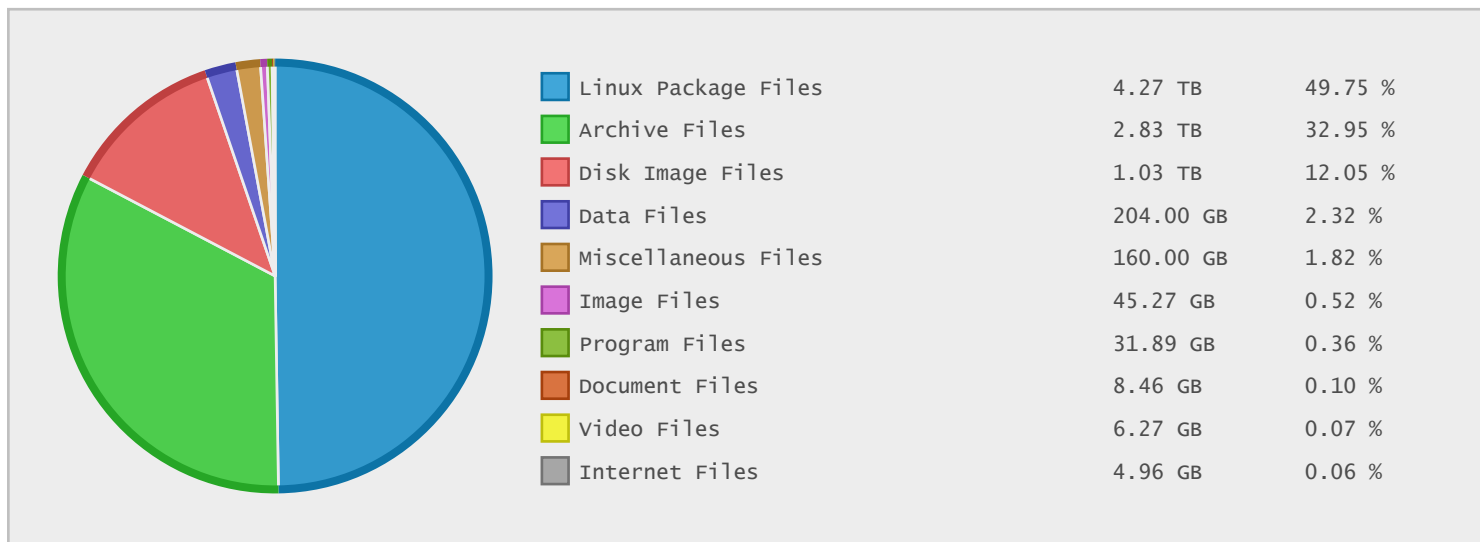 Linux Package Files 4.27 TB 49.75 %
Archive Files 2.83 TB 32.95 %
Disk Image Files 1.03 TB 12.05 %
Data Files 204.00 GB 2.32 %
Miscellaneous Files 160.00 GB 1.82 %
Image Files 45.27 GB 0.52 %
Program Files 31.89 GB 0.36 %
Document Files 8.46 GB 0.10 %
Video Files 6.27 GB 0.07 %
Internet Files 4.96 GB 0.06 %